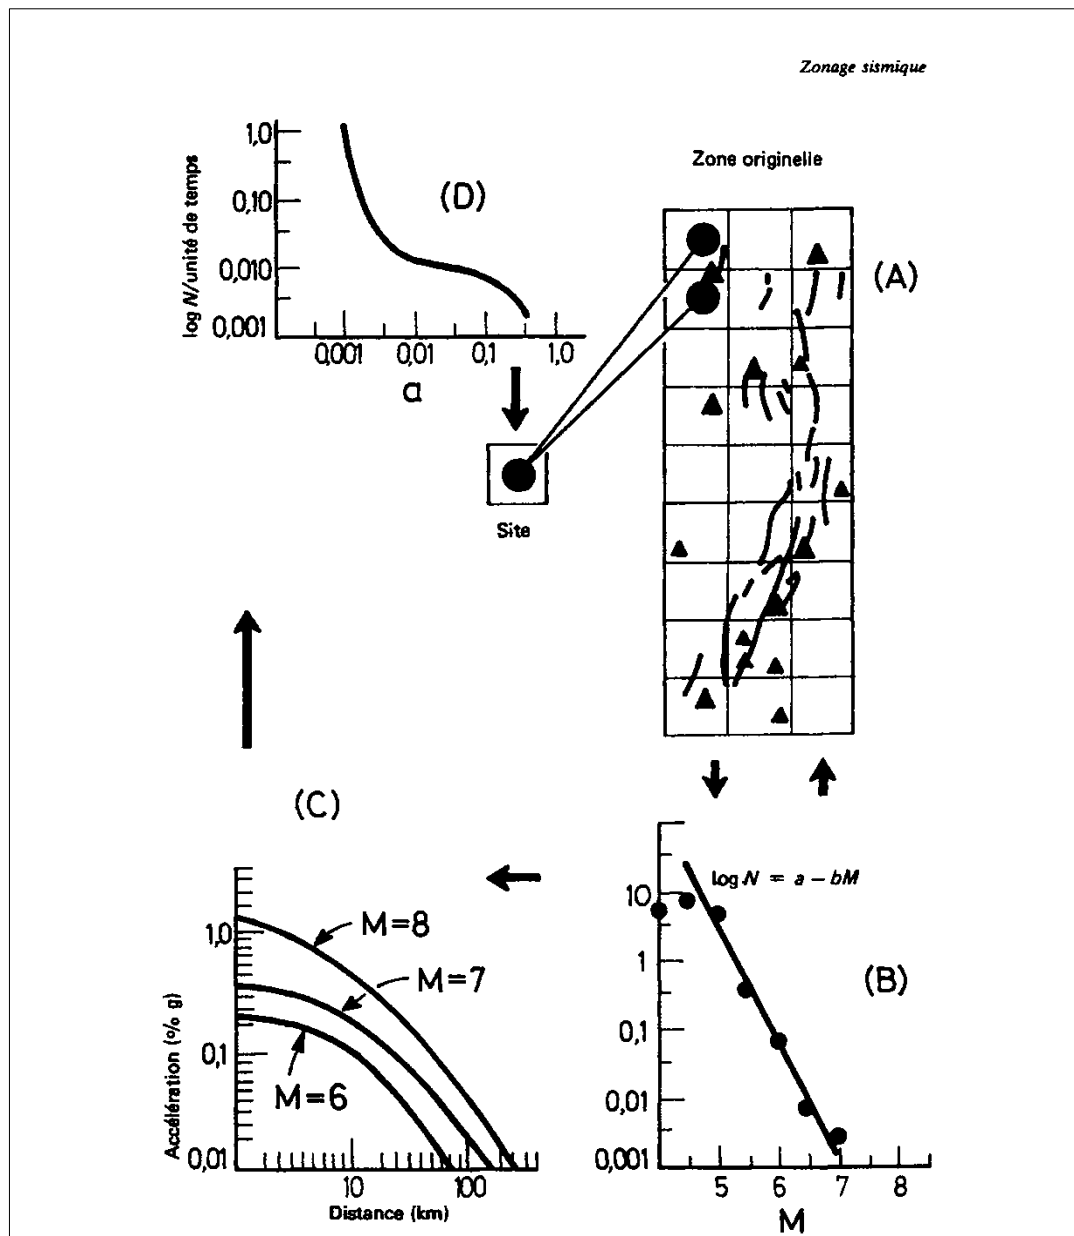 Zonage sismique
Zone originelle
(A)
log N/unité de temps
1,0
0,10
0,010
0,001
(D)
0,001
0,01
0,1
1,0
a
Site
(C)
Accélération (% g)
1,0
0,1
0,01
M=8
M=7
M=6
10
100
Distance (km)
log N = a – bM
10
1
0,1
0,01
0,001
(B)
5
6
7
8
M